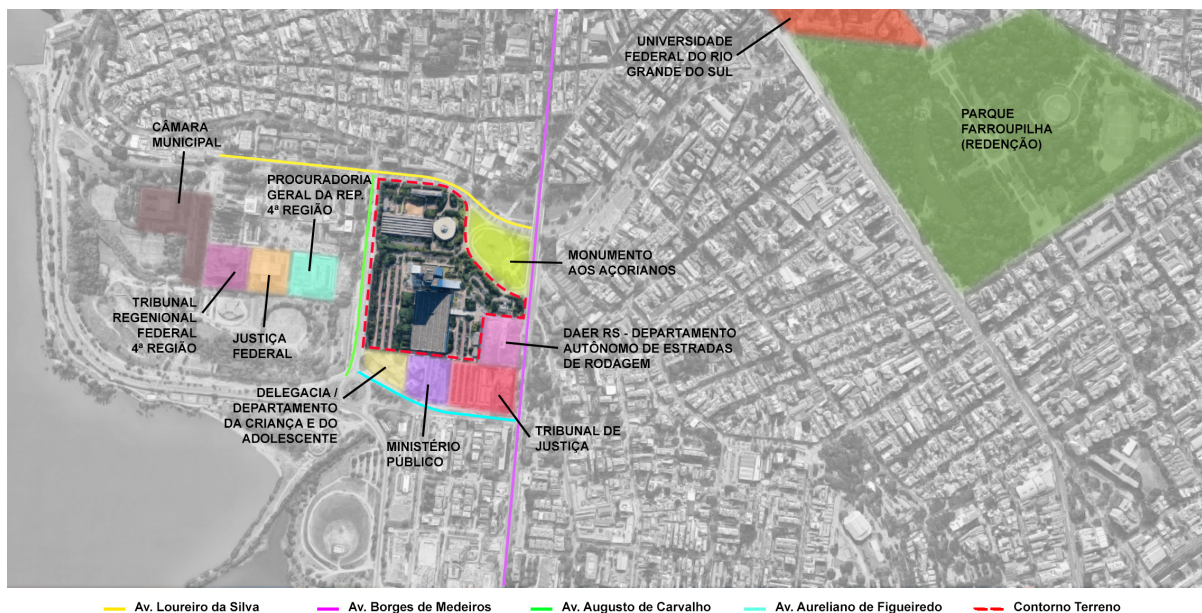 UNIVERSIDADE
FEDERAL DO RIO
GRANDE DO SUL
PARQUE
FARROUPILHA
(REDENÇÃO)
CÂMARA
MUNICIPAL
PROCURADORIA
GERAL DA REP.
4ª REGIÃO
MONUMENTO
AOS AÇORIANOS
TRIBUNAL
REGENIONAL
FEDERAL
4ª REGIÃO
JUSTIÇA
FEDERAL
DAER RS - DEPARTAMENTO
AUTÔNOMO DE ESTRADAS
DE RODAGEM
DELEGACIA /
DEPARTAMENTO
DA CRIANÇA E DO
ADOLESCENTE
MINISTÉRIO
PÚBLICO
TRIBUNAL DE
JUSTIÇA
Av. Loureiro da Silva
Av. Borges de Medeiros
Av. Augusto de Carvalho
Av. Aureliano de Figueiredo
Contorno Terreno